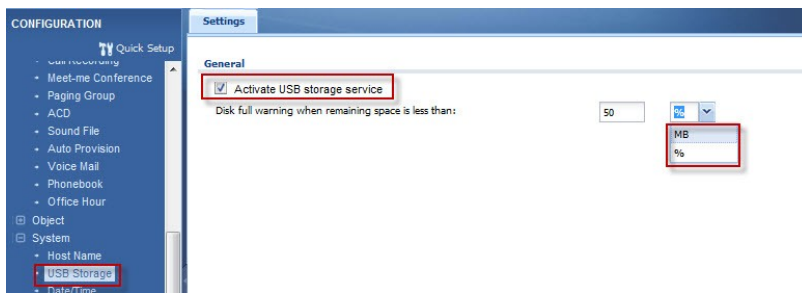 CONFIGURATION
Quick Setup
Call Recording
Meet-me Conference
Paging Group
ACD
Sound File
Auto Provision
Voice Mail
Phonebook
Office Hour
Object
System
Host Name
USB Storage
Date/Time
Settings
General
Activate USB storage service
Disk full warning when remaining space is less than: 50 %
MB
%